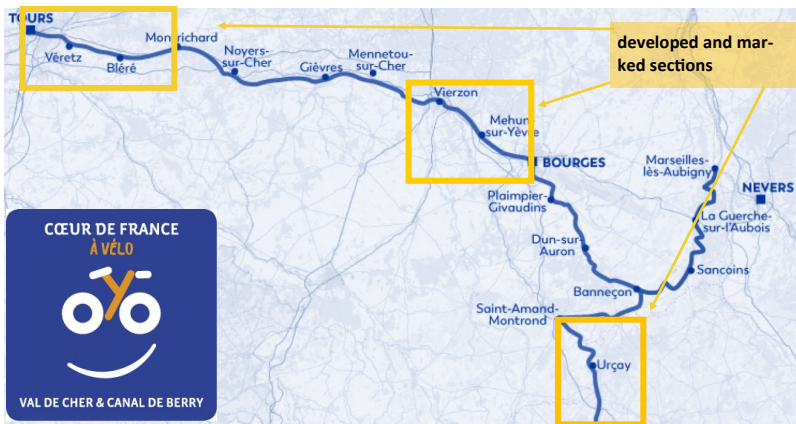 TOURS
Véretz
Bléré
Montrichard
Noyers-
sur-Cher
Gièvres
Mennetou-
sur-Cher
developed and mar-
ked sections
Vierzon
Mehun-
sur-Yèvre
BOURGES
Marseilles-
lès-Aubigny
NEVERS
Plaimpier-
Givaudins
La Guerche-
sur-l'Aubois
Dun-sur-
Auron
Sancoins
Banneçon
Saint-Amand-
Montrond
Urçay
CŒUR DE FRANCE
À VÉLO
VAL DE CHER & CANAL DE BERRY